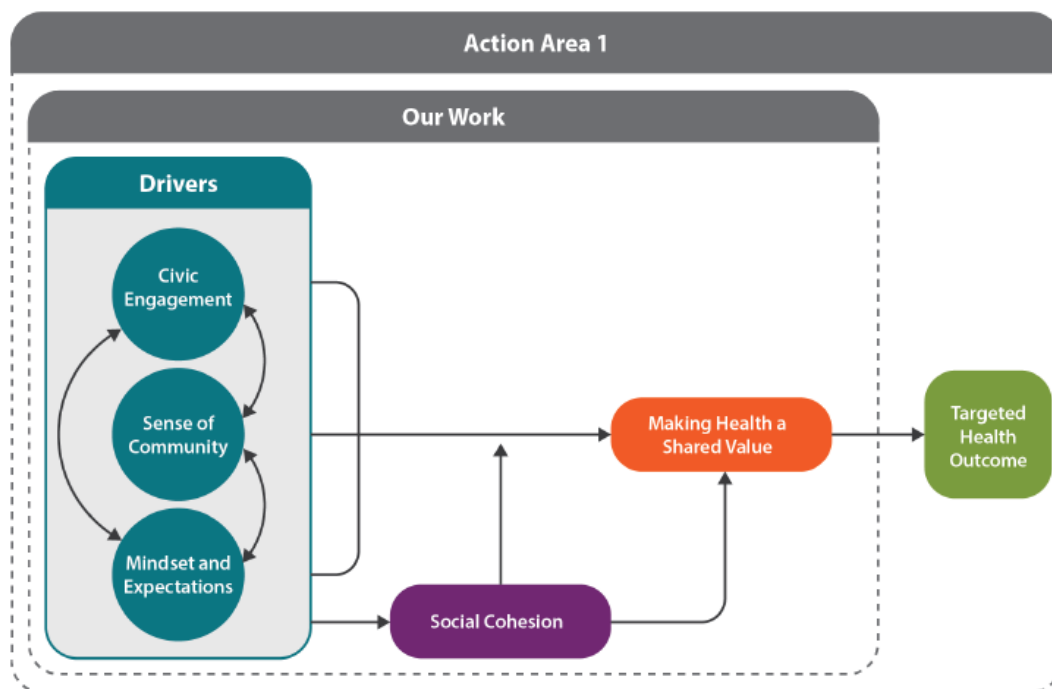 Action Area 1
Our Work
Drivers
Civic
Engagement
Sense of
Community
Mindset and
Expectations
Making Health a
Shared Value
Social Cohesion
Targeted
Health
Outcome